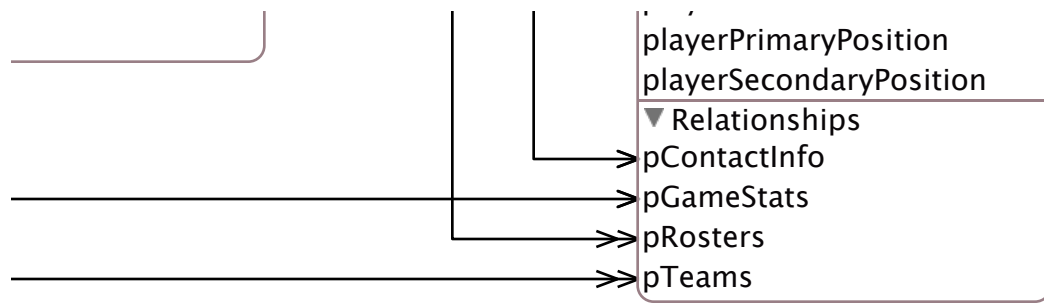 playerPrimaryPosition
playerSecondaryPosition
Relationships
pContactInfo
pGameStats
pRosters
pTeams